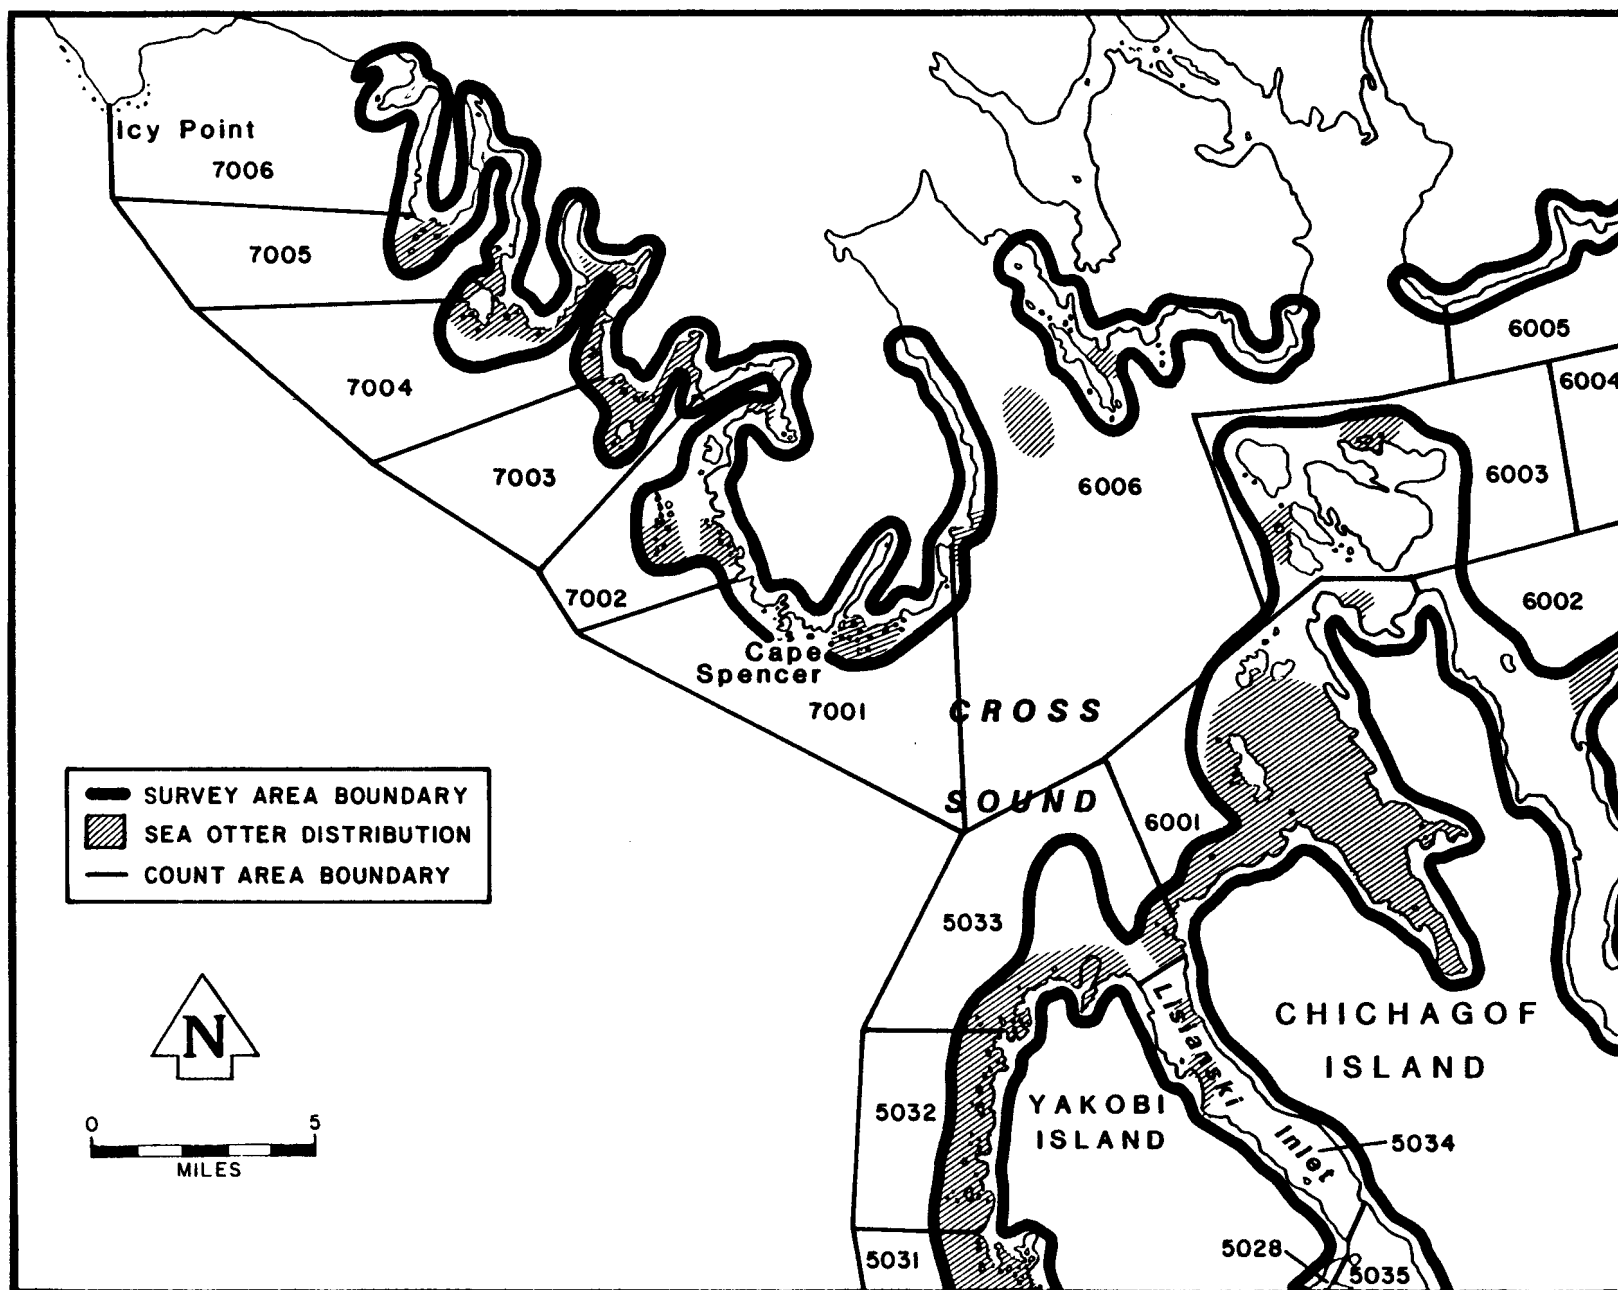 Icy Point
7006
7005
7004
7003
7002
7001
6005
6004
6003
6006
6002
Cape
Spencer
CROSS
SOUND
6001
SURVEY AREA BOUNDARY
SEA OTTER DISTRIBUTION
COUNT AREA BOUNDARY
5033
N
Lisianski
Inlet
CHICHAGOF
ISLAND
5032
YAKOBI
ISLAND
5034
0 5
MILES
5031
5028
5035